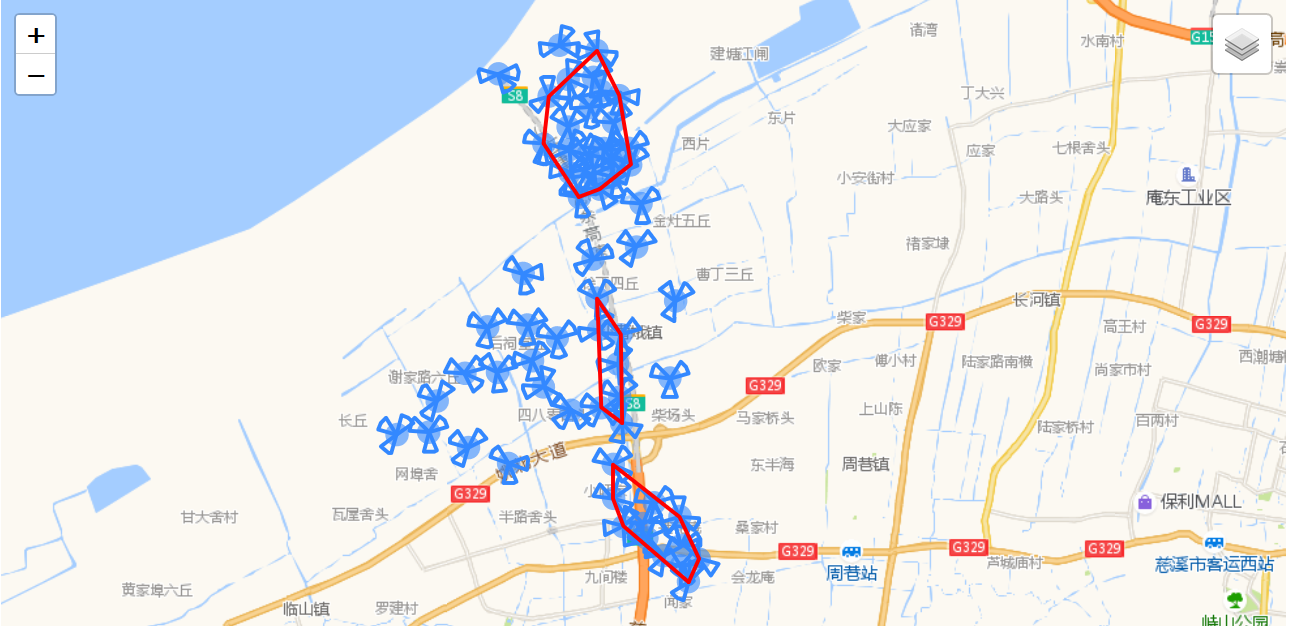 +
−
诸湾
水南村
G15
建塘江闸
S8
丁大兴
东片
大应家
西片
应家
七根舍头
小安街村
大路头
庵东工业区
金灶五丘
高
褚家埭
曹丁三丘
四丘
长河镇
柴家
G329
高王村
G329
城镇
西潮塘
欧家
傅小村
陆家路南横
尚家市村
谢家路六丘
G329
S8
四八
柴场头
马家桥头
上山陈
百两村
长丘
陆家桥村
大道
东半海
周巷镇
网埠舍
G329
保利MALL
甘大舍村
瓦屋舍头
半路舍头
桑家村
G329
G329
G329
周巷站
芦城庙村
慈溪市客运西站
九间楼
会龙庵
黄家埠六丘
临山镇
罗建村
闻家
峙山公园